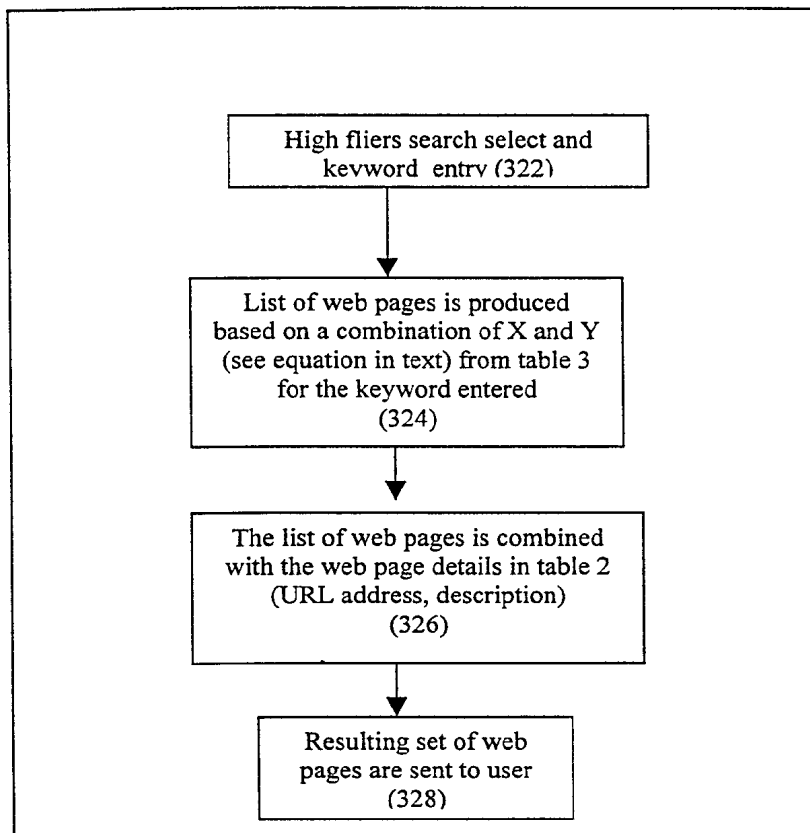 High fliers search select and
keyword entry (322)
List of web pages is produced
based on a combination of X and Y
(see equation in text) from table 3
for the keyword entered
(324)
The list of web pages is combined
with the web page details in table 2
(URL address, description)
(326)
Resulting set of web
pages are sent to user
(328)